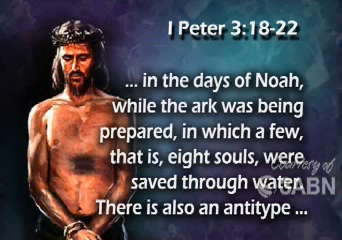 I Peter 3:18-22
... in the days of Noah,
while the ark was being
prepared, in which a few,
that is, eight souls, were
saved through water.
There is also an antitype ...
Courtesy of
3ABN